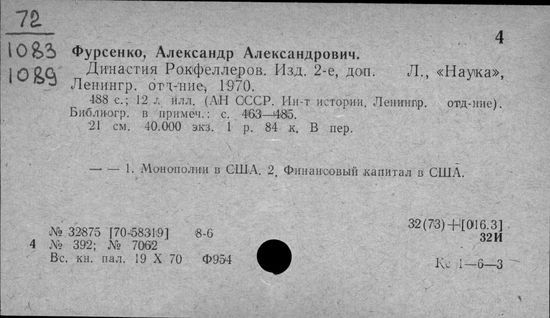 72
1083
1089
4
Фурсенко, Александр Александрович.
Династия Рокфеллеров. Изд. 2-е, доп. Л., «Наука»,
Ленингр. отд-ние, 1970.
488 с.; 12 л. илл. (АН СССР. Ин-т истории. Ленингр. отд-ние).
Библиогр. в примеч.: с. 463—485.
21 см. 40.000 экз. 1 р. 84 к. В пер.
— — 1. Монополии в США. 2. Финансовый капитал в США.
32(73)+[016.3]
32И
№ 32875 [70-58319] 8-6
4 № 392; № 7062
Вс. кн. пал. 19 X 70 Ф954
Кс 1—6—3